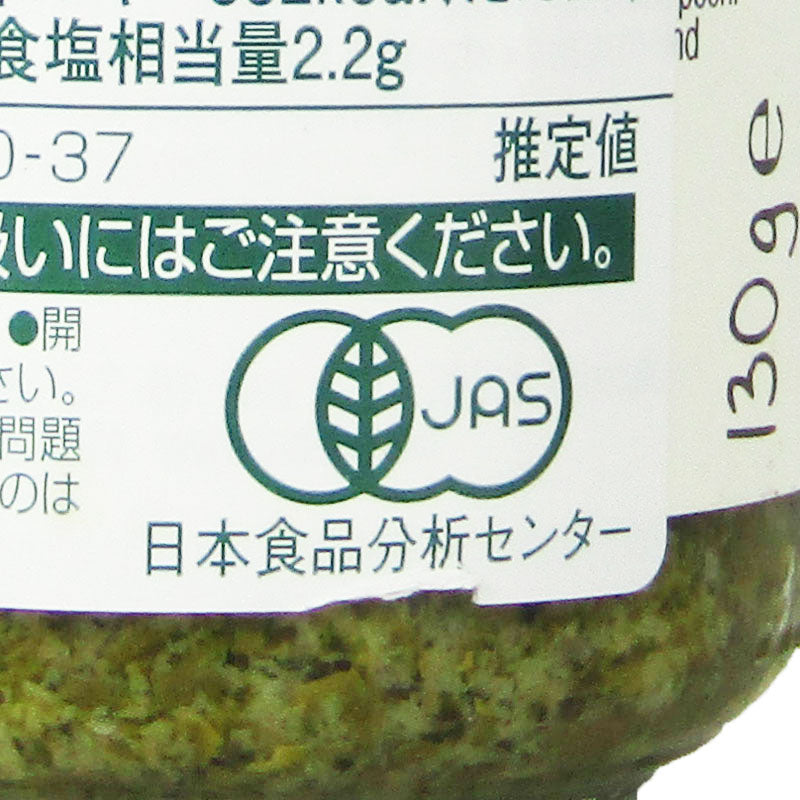 食塩相当量2.2g
0-37
推定値
扱いにはご注意ください。
●開
さい。
問題
のは
JAS
日本食品分析センター
nd
130g e